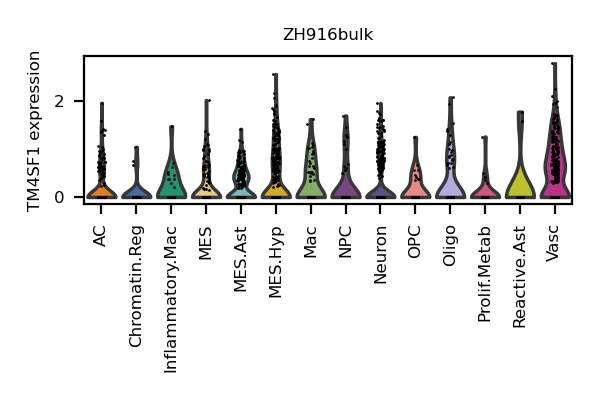 ZH916bulk
TM4SF1 expression
2
0
AC
Chromatin.Reg
Inflammatory.Mac
MES
MES.Ast
MES.Hyp
Mac
NPC
Neuron
OPC
Oligo
Prolif.Metab
Reactive.Ast
Vasc